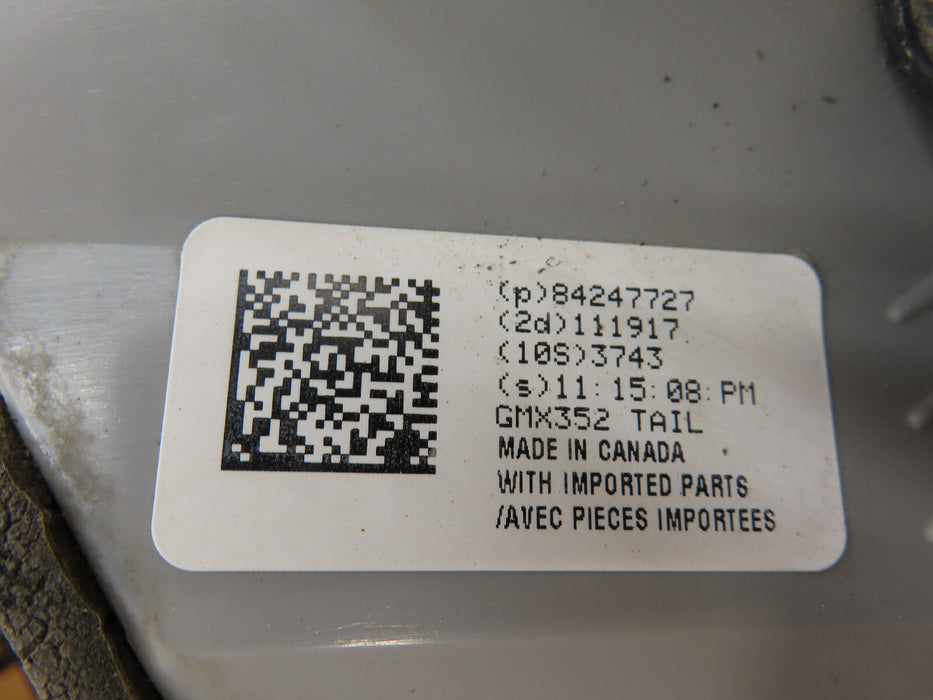 (p)84247727
(2d)111917
(10S)3743
(s)11:15:08:PM
GMX352 TAIL
MADE IN CANADA
WITH IMPORTED PARTS
/AVEC PIECES IMPORTEES